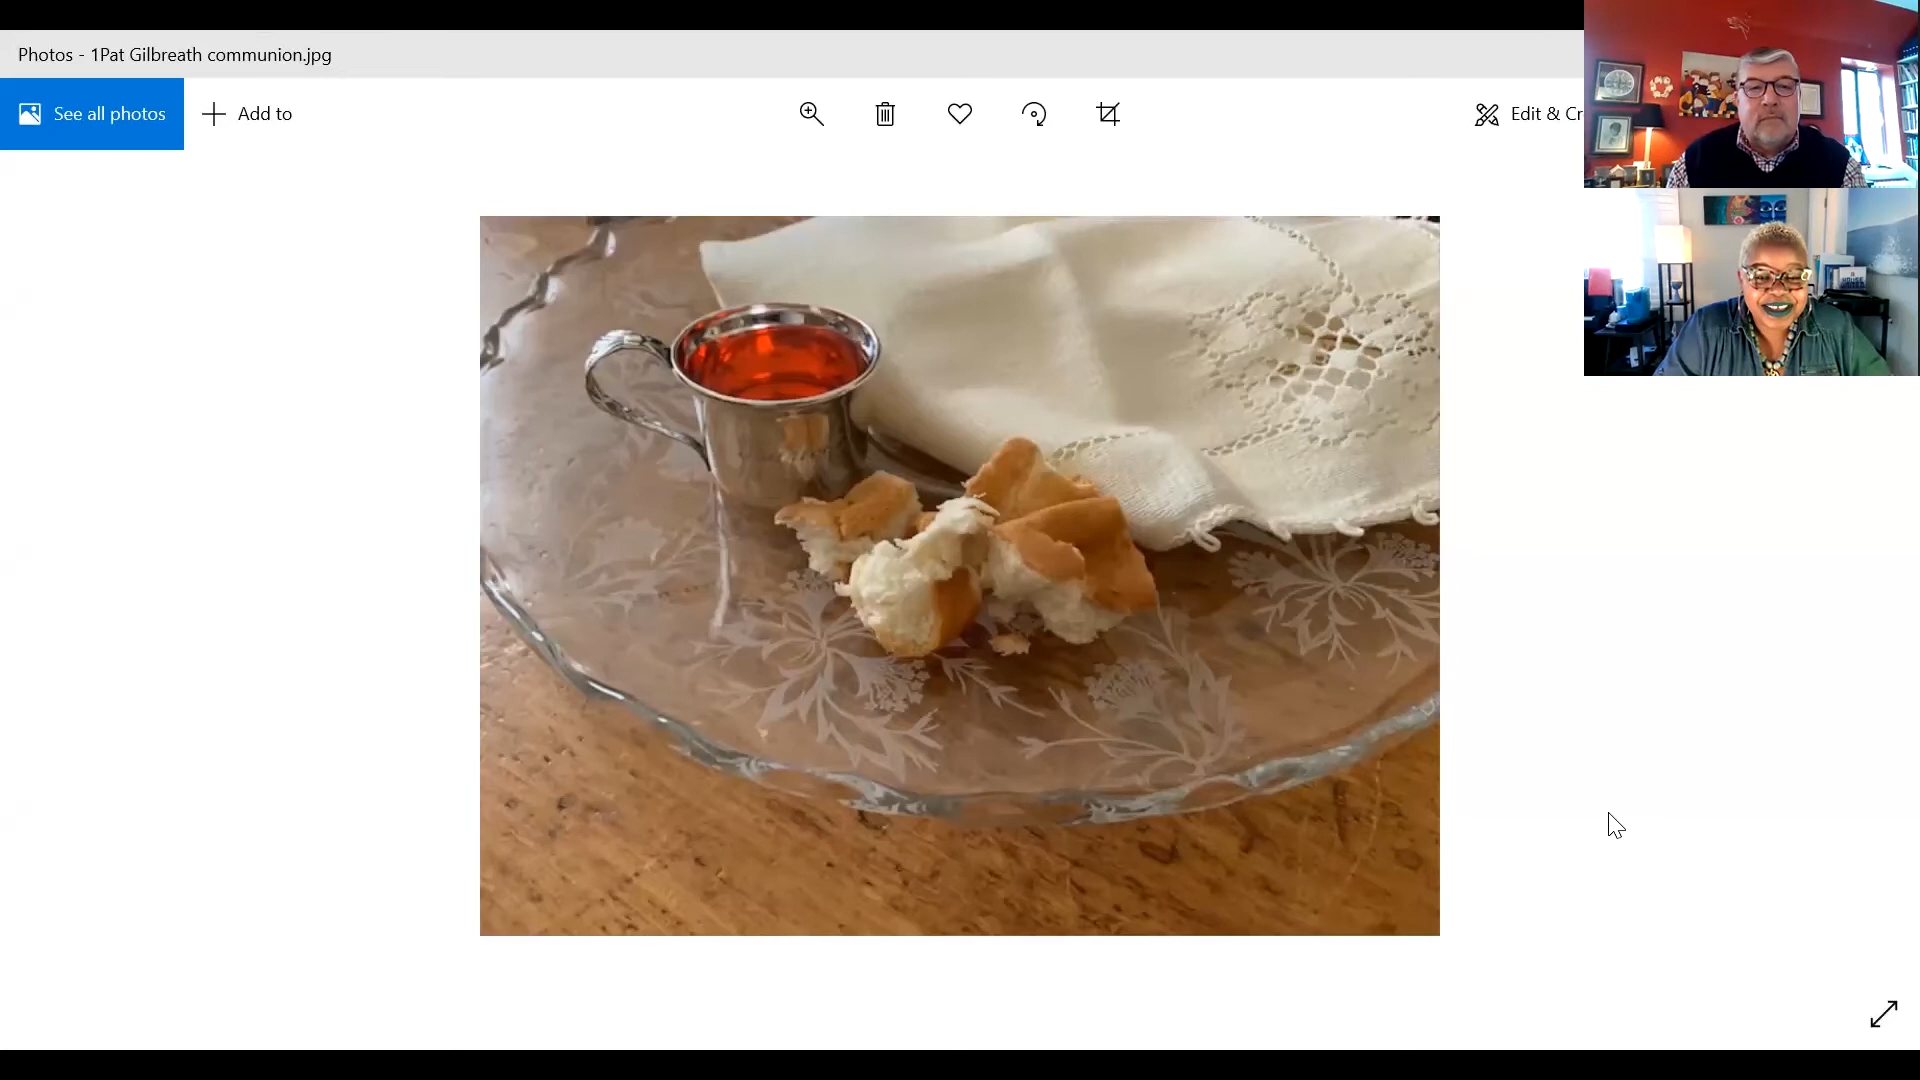 Photos - 1Pat Gilbreath communion.jpg
See all photos
Add to
Edit & Cr